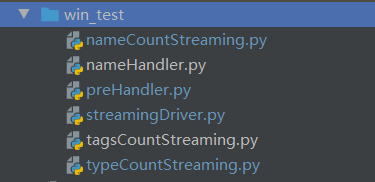 win_test
nameCountStreaming.py
nameHandler.py
preHandler.py
streamingDriver.py
tagsCountStreaming.py
typeCountStreaming.py